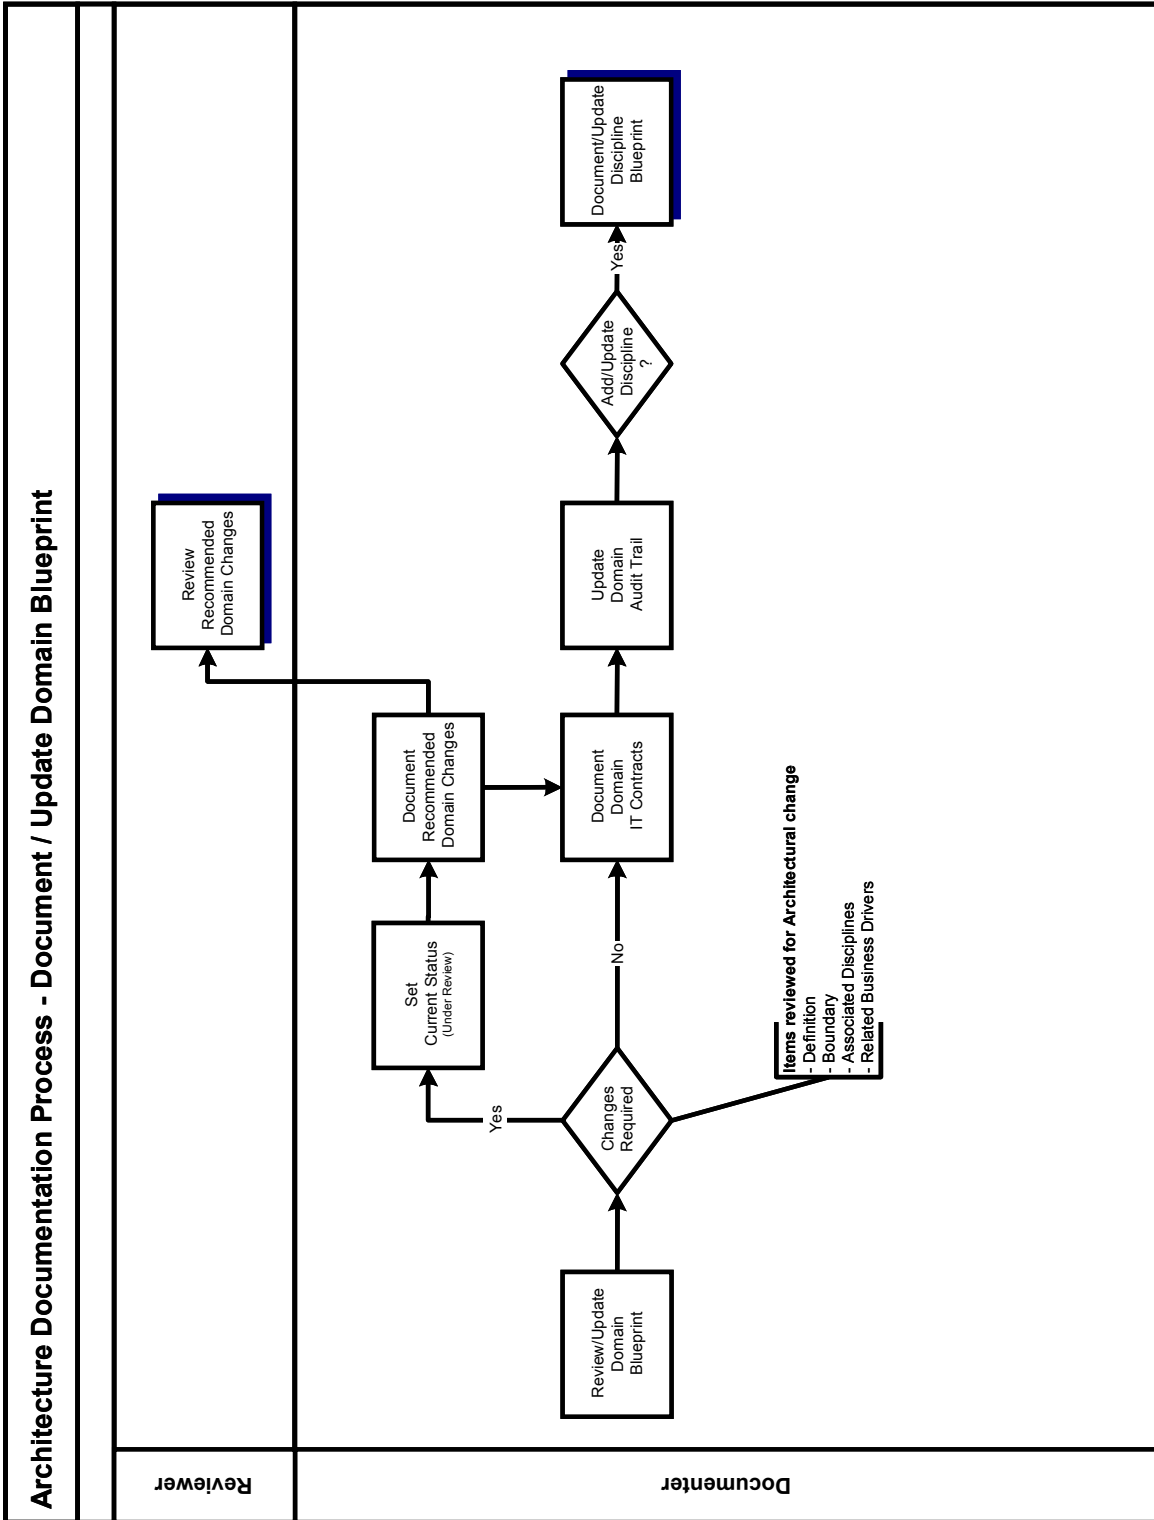 Architecture Documentation Process - Document / Update Domain Blueprint
Reviewer
Review
Recommended
Domain Changes
Documenter
Set
Current Status
(Under Review)
Document
Recommended
Domain Changes
Yes
Review/Update
Domain
Blueprint
Changes
Required
No
Document
Domain
IT Contracts
Update
Domain
Audit Trail
Add/Update
Discipline
?
Yes
Document/Update
Discipline
Blueprint
Items reviewed for Architectural change
- Definition
- Boundary
- Associated Disciplines
- Related Business Drivers